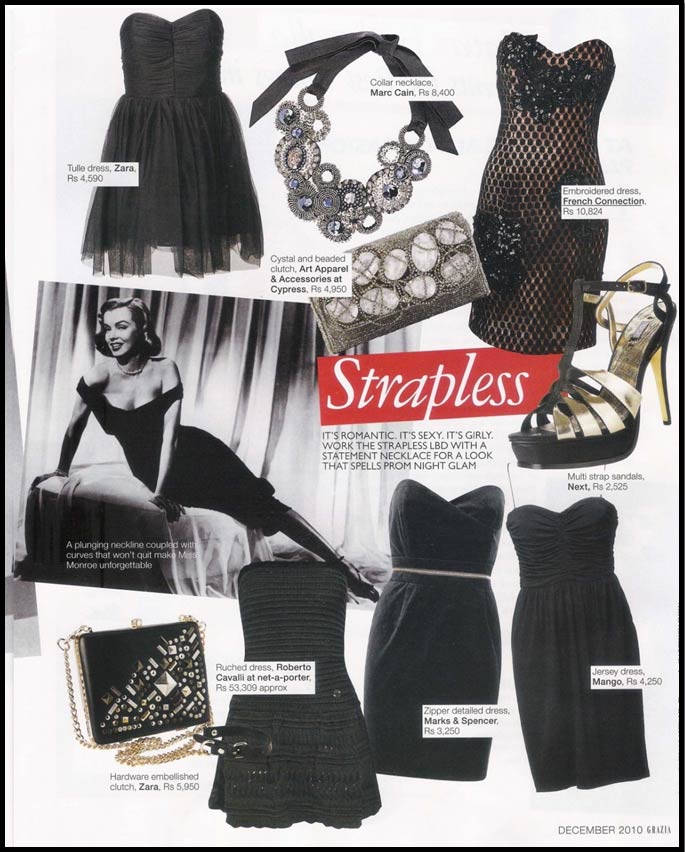 Collar necklace,
Marc Cain, Rs 8,400
Tulle dress, Zara,
Rs 4,590
Embroidered dress,
French Connection.
Rs 10,824
Cystal and beaded
clutch, Art Apparel
& Accessories at
Cypress, Rs 4,950
Strapless
IT'S ROMANTIC. IT'S SEXY. IT'S GIRLY.
WORK THE STRAPLESS LBD WITH A
STATEMENT NECKLACE FOR A LOOK
THAT SPELLS PROM NIGHT GLAM
Multi strap sandals,
Next, Rs 2,525
A plunging neckline coupled with
curves that won't quit make Miss
Monroe unforgettable
Ruched dress, Roberto
Cavalli at net-a-porter,
Rs 53,309 approx
Jersey dress,
Mango, Rs 4,250
Zipper detailed dress,
Marks & Spencer,
Rs 3,250
Hardware embellished
clutch, Zara, Rs 5,950
DECEMBER 2010 GRAZIA